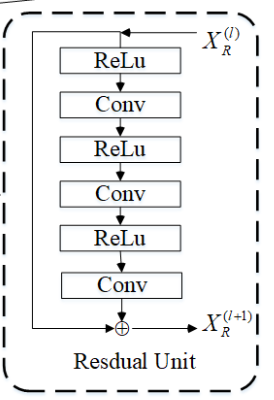 X_R^{(l)}
ReLu
Conv
ReLu
Conv
ReLu
Conv
X_R^{(l+1)}
Resdual Unit